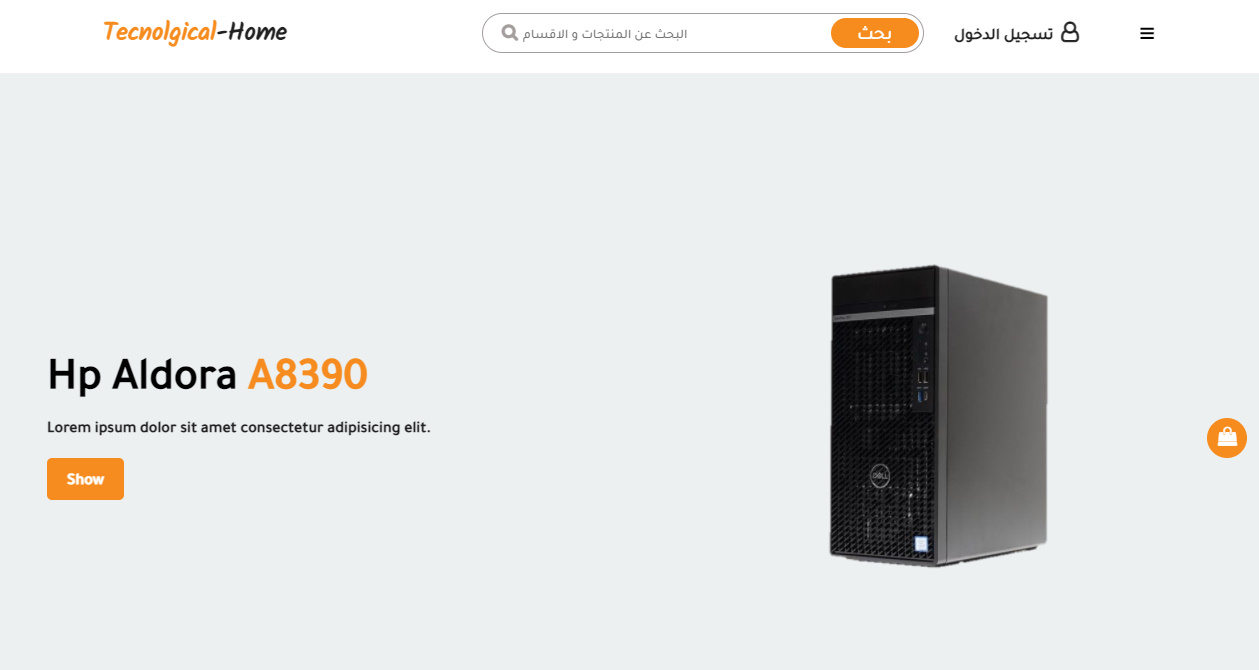 Tecnolgical-Home
البحث عن المنتجات و الاقسام
بحث
تسجيل الدخول
Hp Aldora A8390
Lorem ipsum dolor sit amet consectetur adipisicing elit.
Show
DELL